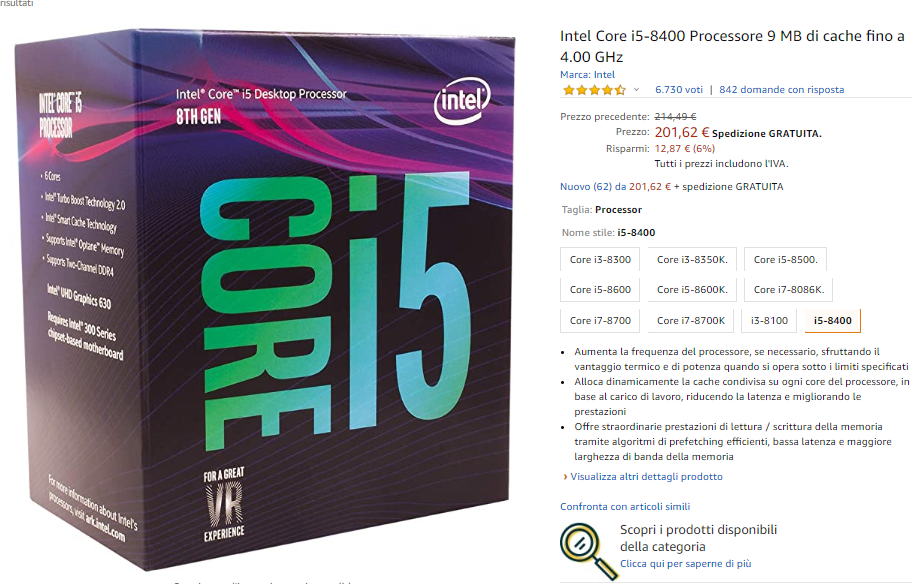 risultati
INTEL® CORE™ i5
PROCESSOR
• 6 Cores
• Intel® Turbo Boost Technology 2.0
• Intel® Smart Cache Technology
• Supports Intel® Optane™ Memory
• Supports Two-Channel DDR4
Intel® UHD Graphics 630
Requires Intel® 300 Series
chipset-based motherboard
For more information about Intel's
processors, visit ark.intel.com
Intel® Core™ i5 Desktop Processor
8TH GEN
intel®
CORE i5
FOR A GREAT
VR
EXPERIENCE
Intel Core i5-8400 Processore 9 MB di cache fino a
4.00 GHz
Marca: Intel
6.730 voti | 842 domande con risposta
Prezzo precedente: 214,49 €
Prezzo: 201,62 € Spedizione GRATUITA.
Risparmi: 12,87 € (6%)
Tutti i prezzi includono l'IVA.
Nuovo (62) da 201,62 € + spedizione GRATUITA
Taglia: Processor
Nome stile: i5-8400
Core i3-8300 Core i3-8350K. Core i5-8500.
Core i5-8600 Core i5-8600K. Core i7-8086K.
Core i7-8700 Core i7-8700K i3-8100 i5-8400
• Aumenta la frequenza del processore, se necessario, sfruttando il
vantaggio termico e di potenza quando si opera sotto i limiti specificati
• Alloca dinamicamente la cache condivisa su ogni core del processore, in
base al carico di lavoro, riducendo la latenza e migliorando le
prestazioni
• Offre straordinarie prestazioni di lettura / scrittura della memoria
tramite algoritmi di prefetching efficienti, bassa latenza e maggiore
larghezza di banda della memoria
› Visualizza altri dettagli prodotto
Confronta con articoli simili
Scopri i prodotti disponibili
della categoria
Clicca qui per saperne di più